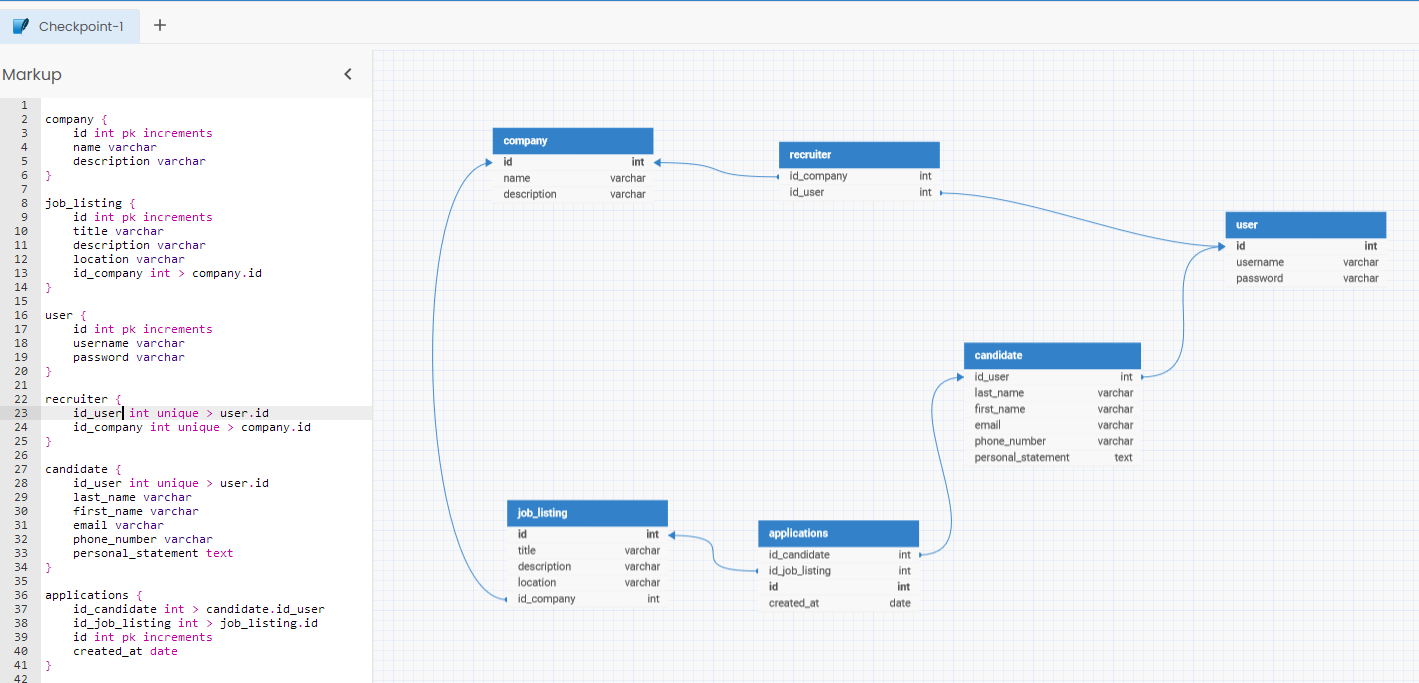 Checkpoint-1 +
Markup
1
2 company {
3 id int pk increments
4 name varchar
5 description varchar
6 }
7
8 job_listing {
9 id int pk increments
10 title varchar
11 description varchar
12 location varchar
13 id_company int > company.id
14 }
15
16 user {
17 id int pk increments
18 username varchar
19 password varchar
20 }
21
22 recruiter {
23 id_user int unique > user.id
24 id_company int unique > company.id
25 }
26
27 candidate {
28 id_user int unique > user.id
29 last_name varchar
30 first_name varchar
31 email varchar
32 phone_number varchar
33 personal_statement text
34 }
35
36 applications {
37 id_candidate int > candidate.id_user
38 id_job_listing int > job_listing.id
39 id int pk increments
40 created_at date
41 }
42
company
id int
name varchar
description varchar
recruiter
id_company int
id_user int
user
id int
username varchar
password varchar
candidate
id_user int
last_name varchar
first_name varchar
email varchar
phone_number varchar
personal_statement text
job_listing
id int
title varchar
description varchar
location varchar
id_company int
applications
id_candidate int
id_job_listing int
id int
created_at date